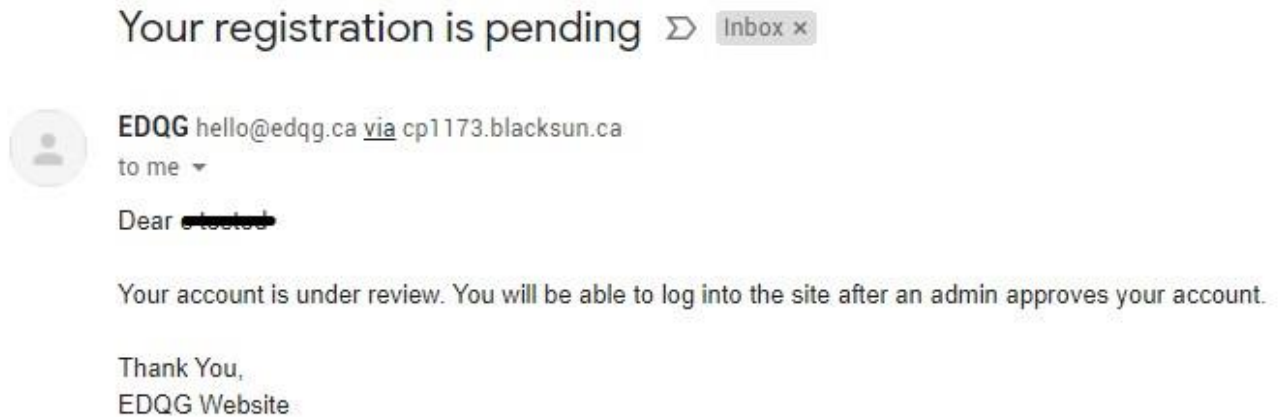 Your registration is pending Inbox ×
EDQG hello@edqg.ca via cp1173.blacksun.ca
to me
Dear
Your account is under review. You will be able to log into the site after an admin approves your account.
Thank You,
EDQG Website